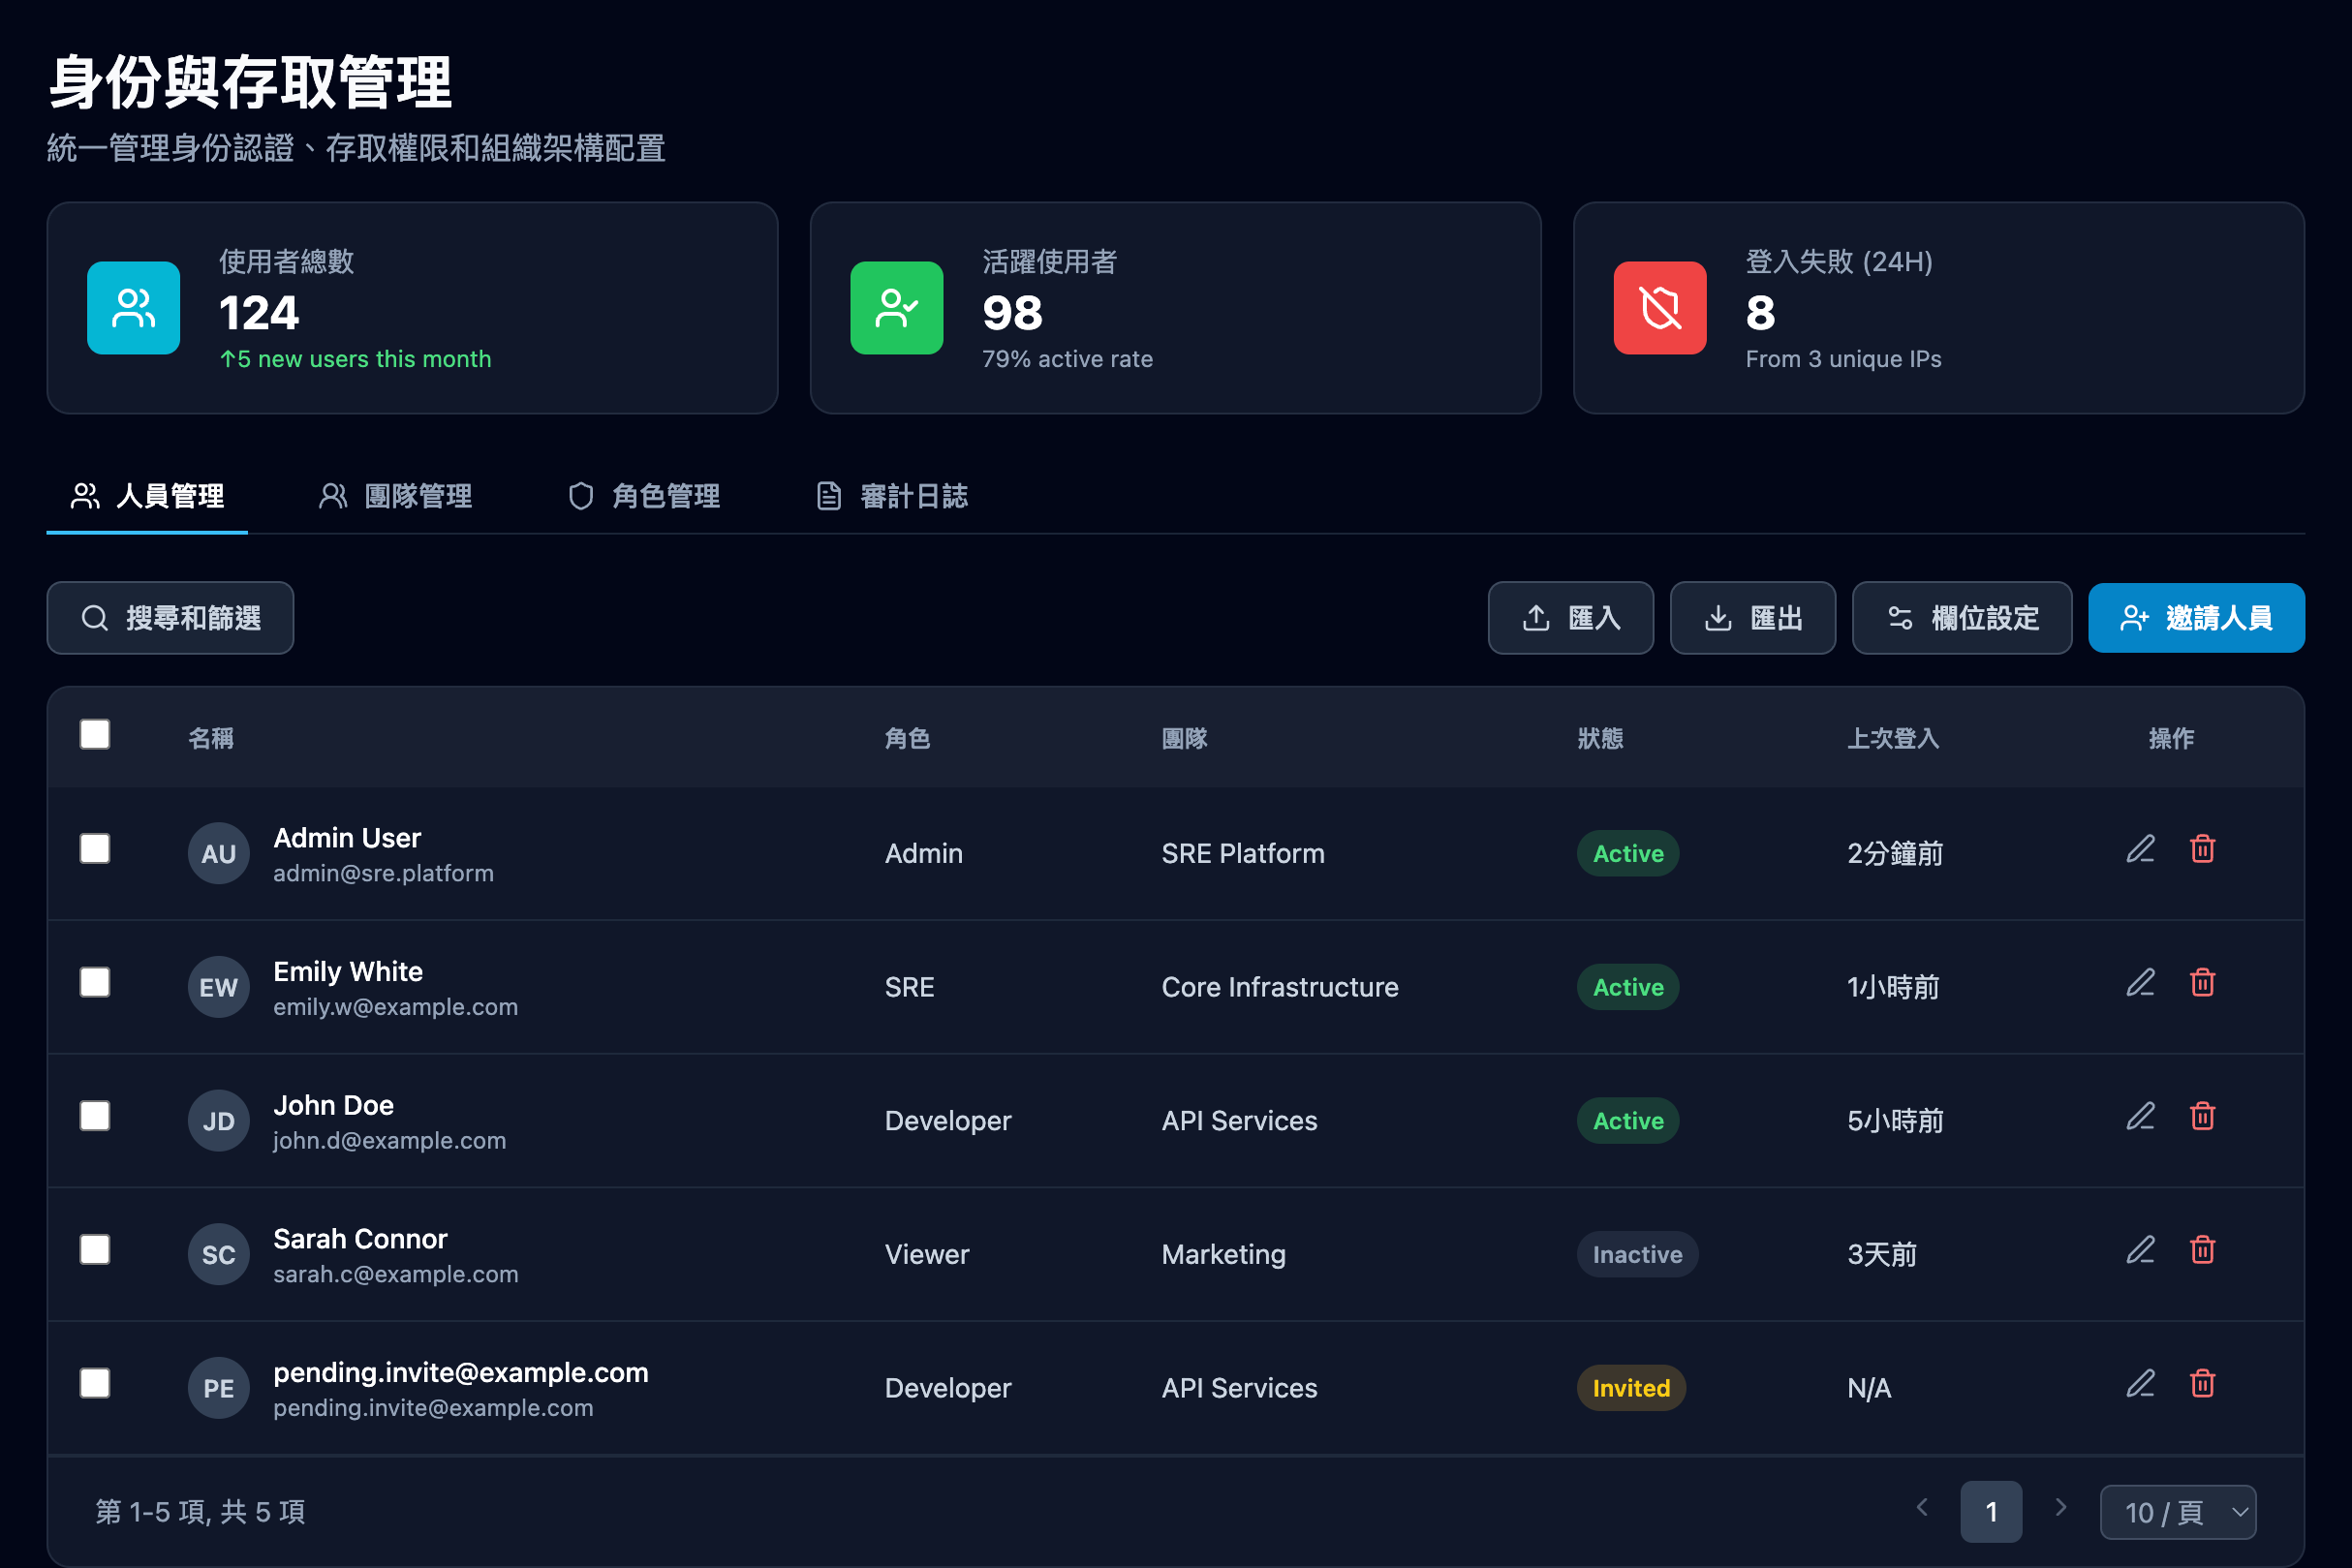 身份與存取管理
統一管理身份認證、存取權限和組織架構配置
使用者總數
124
↑5 new users this month
活躍使用者
98
79% active rate
登入失敗 (24H)
8
From 3 unique IPs
人員管理 團隊管理 角色管理 審計日誌
搜尋和篩選 匯入 匯出 欄位設定 邀請人員
名稱 角色 團隊 狀態 上次登入 操作
AU Admin User Admin SRE Platform Active 2分鐘前
admin@sre.platform
EW Emily White SRE Core Infrastructure Active 1小時前
emily.w@example.com
JD John Doe Developer API Services Active 5小時前
john.d@example.com
SC Sarah Connor Viewer Marketing Inactive 3天前
sarah.c@example.com
PE pending.invite@example.com Developer API Services Invited N/A
pending.invite@example.com
第 1-5 項, 共 5 項 1 10 / 頁